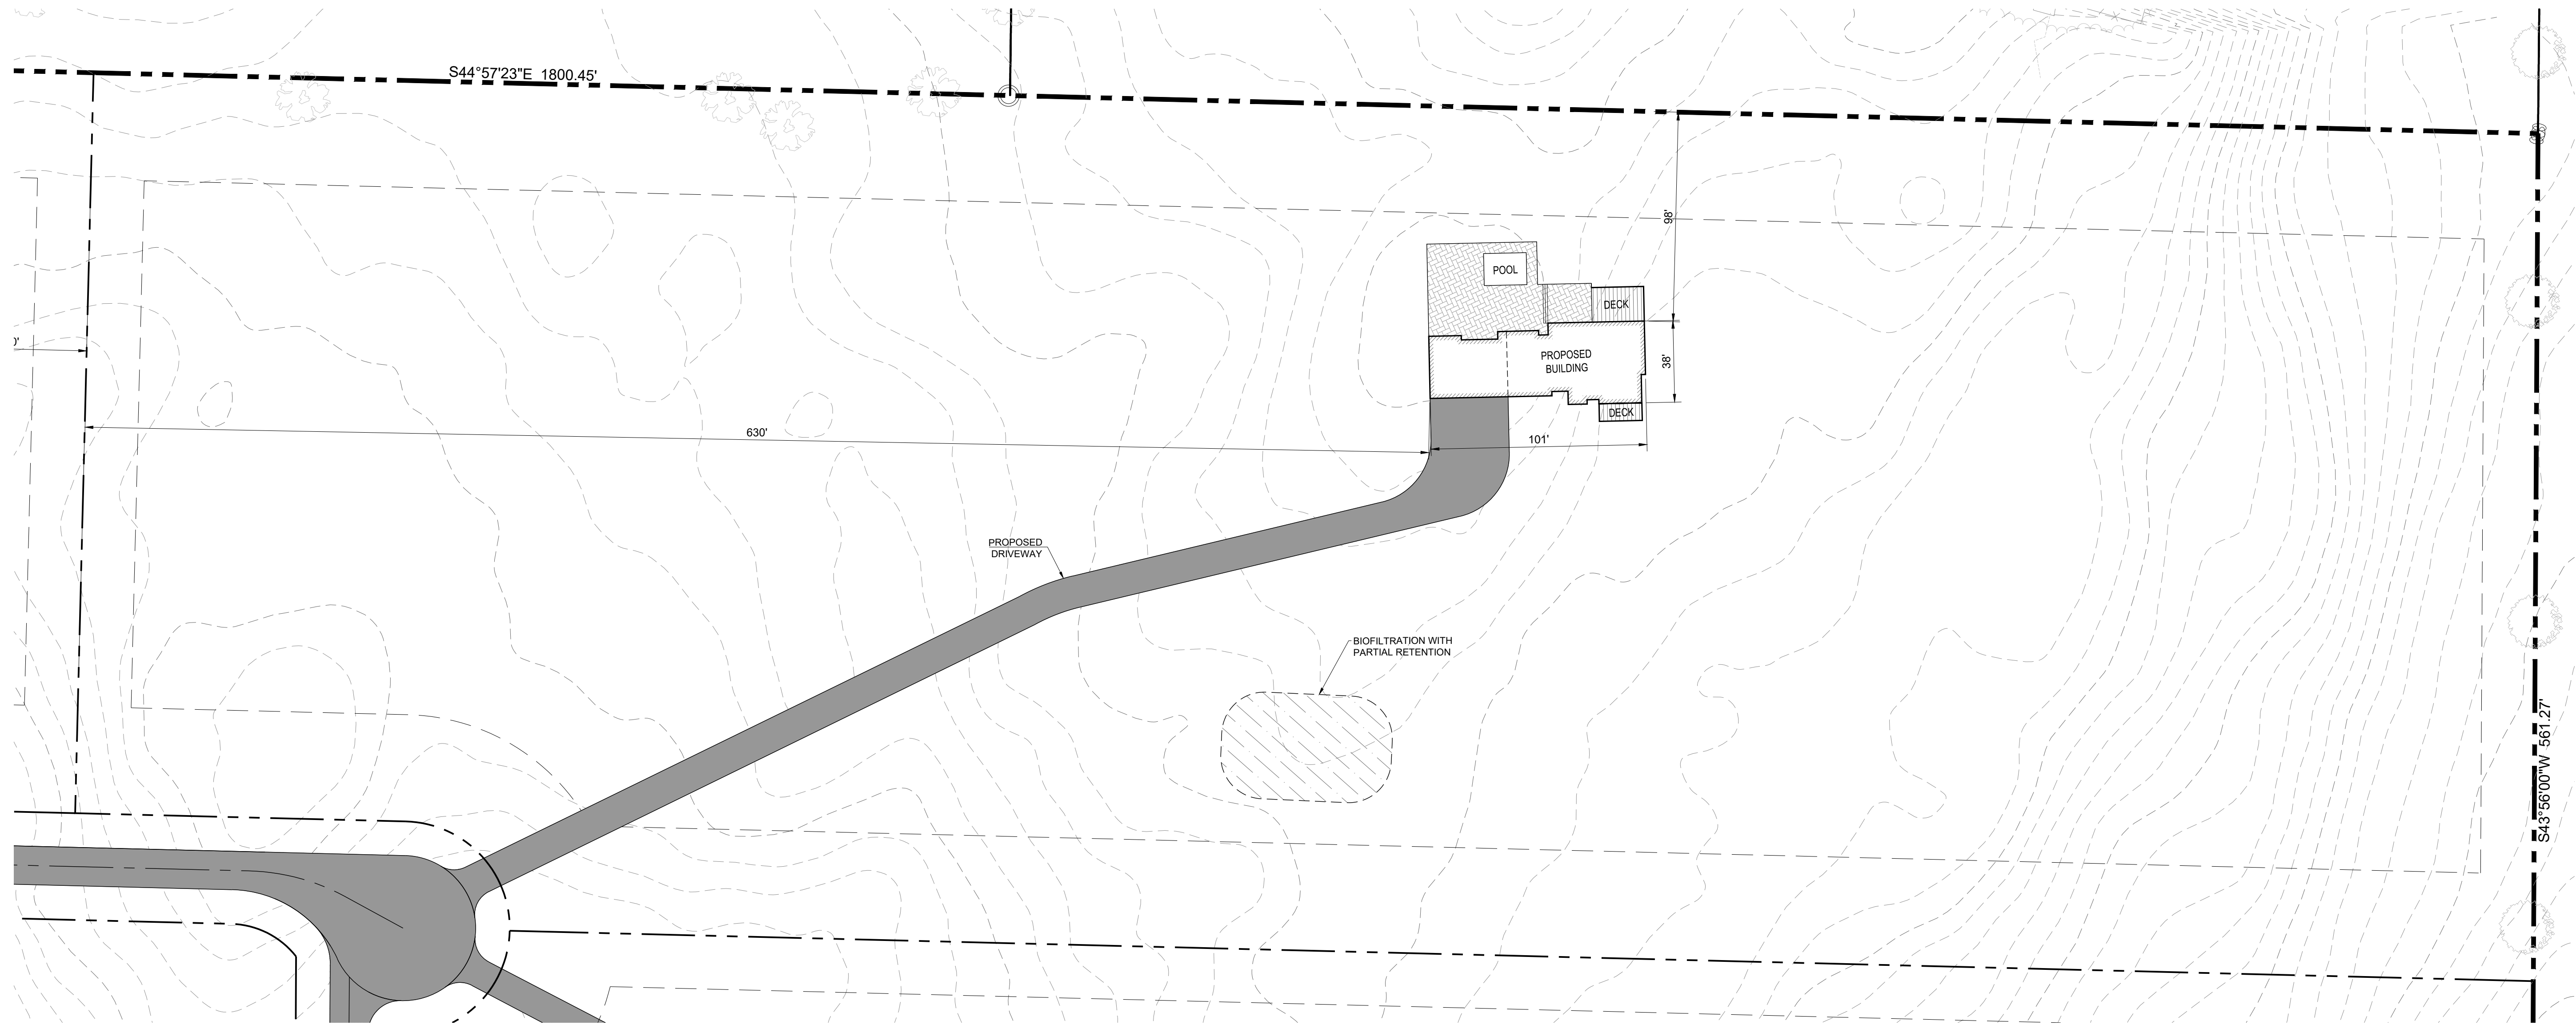 S44°57'23"E 1800.45'
98'
POOL
DECK
0'
PROPOSED
BUILDING
38'
DECK
630'
101'
PROPOSED
DRIVEWAY
BIOFILTRATION WITH
PARTIAL RETENTION
S43°56'00"W 561.27'